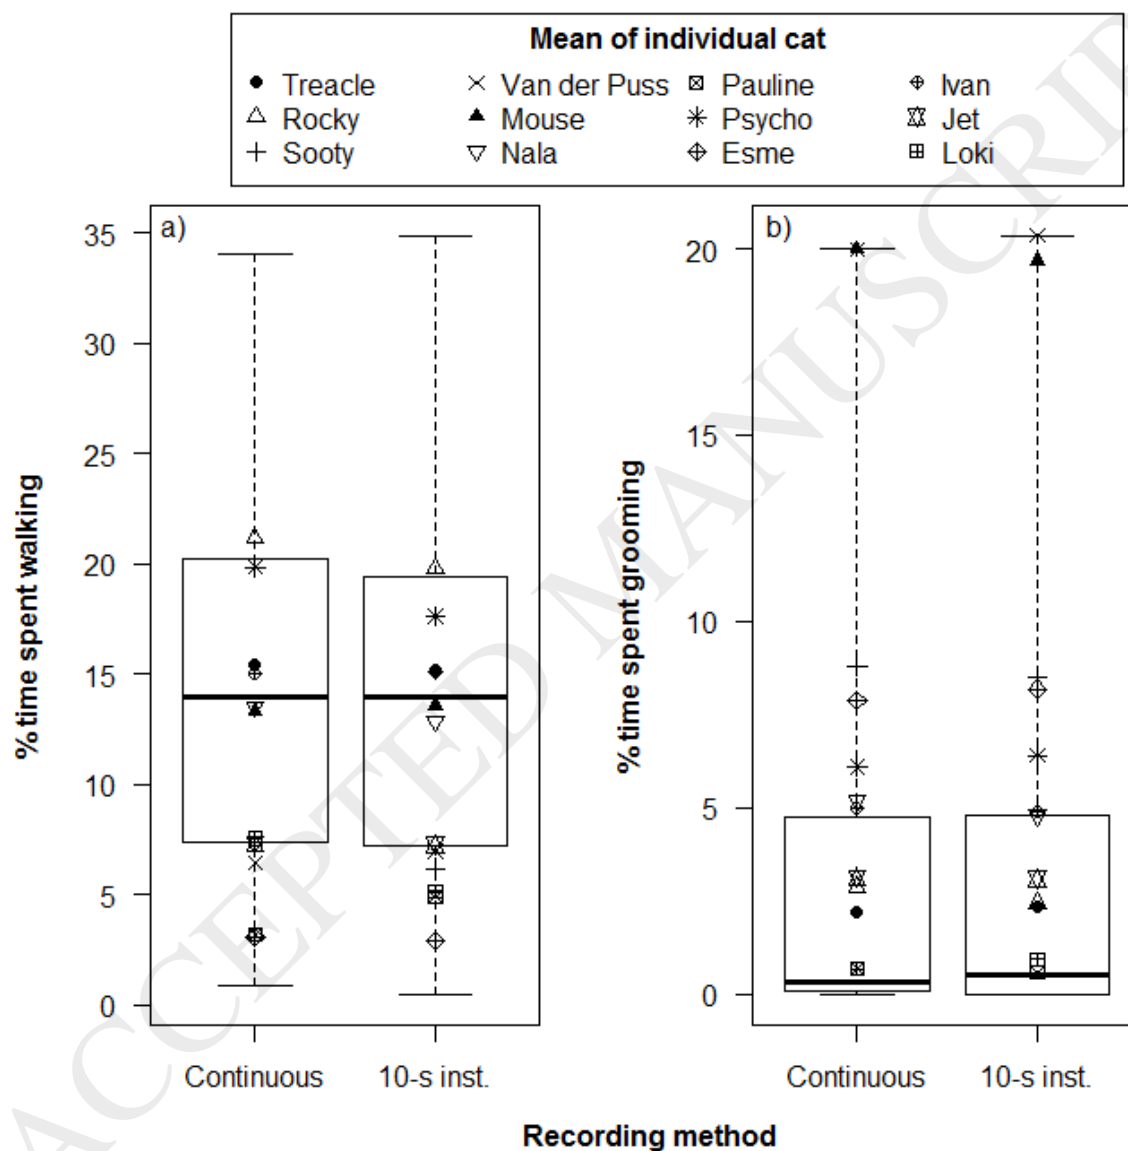 Mean of individual cat
Treacle Van der Puss Pauline Ivan
Rocky Mouse Psycho Jet
Sooty Nala Esme Loki
a)
35
30
25
20
15
10
5
0
% time spent walking
Continuous 10-s inst.
b)
20
15
10
5
0
% time spent grooming
Continuous 10-s inst.
Recording method
ACCEPTED MANUSCRIP